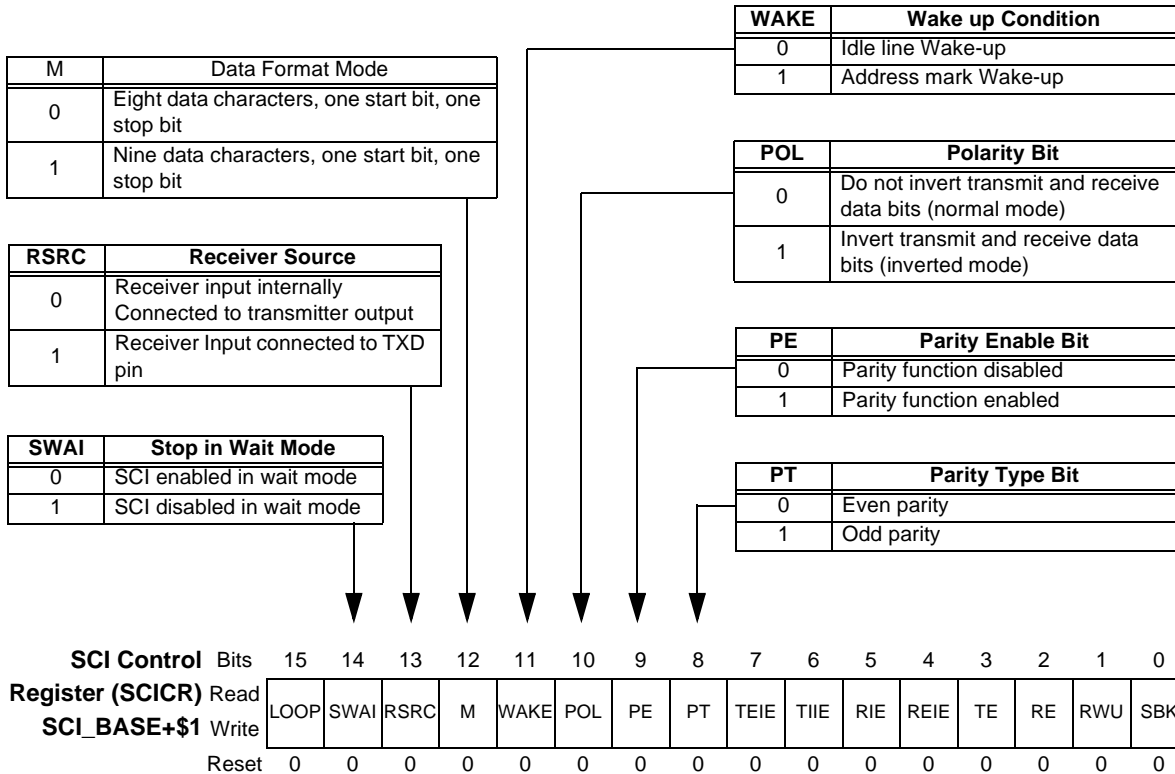 M Data Format Mode
0 Eight data characters, one start bit, one
stop bit
1 Nine data characters, one start bit, one
stop bit
RSRC Receiver Source
0 Receiver input internally
Connected to transmitter output
1 Receiver Input connected to TXD
pin
SWAI Stop in Wait Mode
0 SCI enabled in wait mode
1 SCI disabled in wait mode
WAKE Wake up Condition
0 Idle line Wake-up
1 Address mark Wake-up
POL Polarity Bit
0 Do not invert transmit and receive
data bits (normal mode)
1 Invert transmit and receive data
bits (inverted mode)
PE Parity Enable Bit
0 Parity function disabled
1 Parity function enabled
PT Parity Type Bit
0 Even parity
1 Odd parity
SCI Control Bits 15 14 13 12 11 10 9 8 7 6 5 4 3 2 1 0
Register (SCICR) Read
LOOP SWAI RSRC M WAKE POL PE PT TEIE TIIE RIE REIE TE RE RWU SBK
SCI_BASE+$1 Write
Reset 0 0 0 0 0 0 0 0 0 0 0 0 0 0 0 0